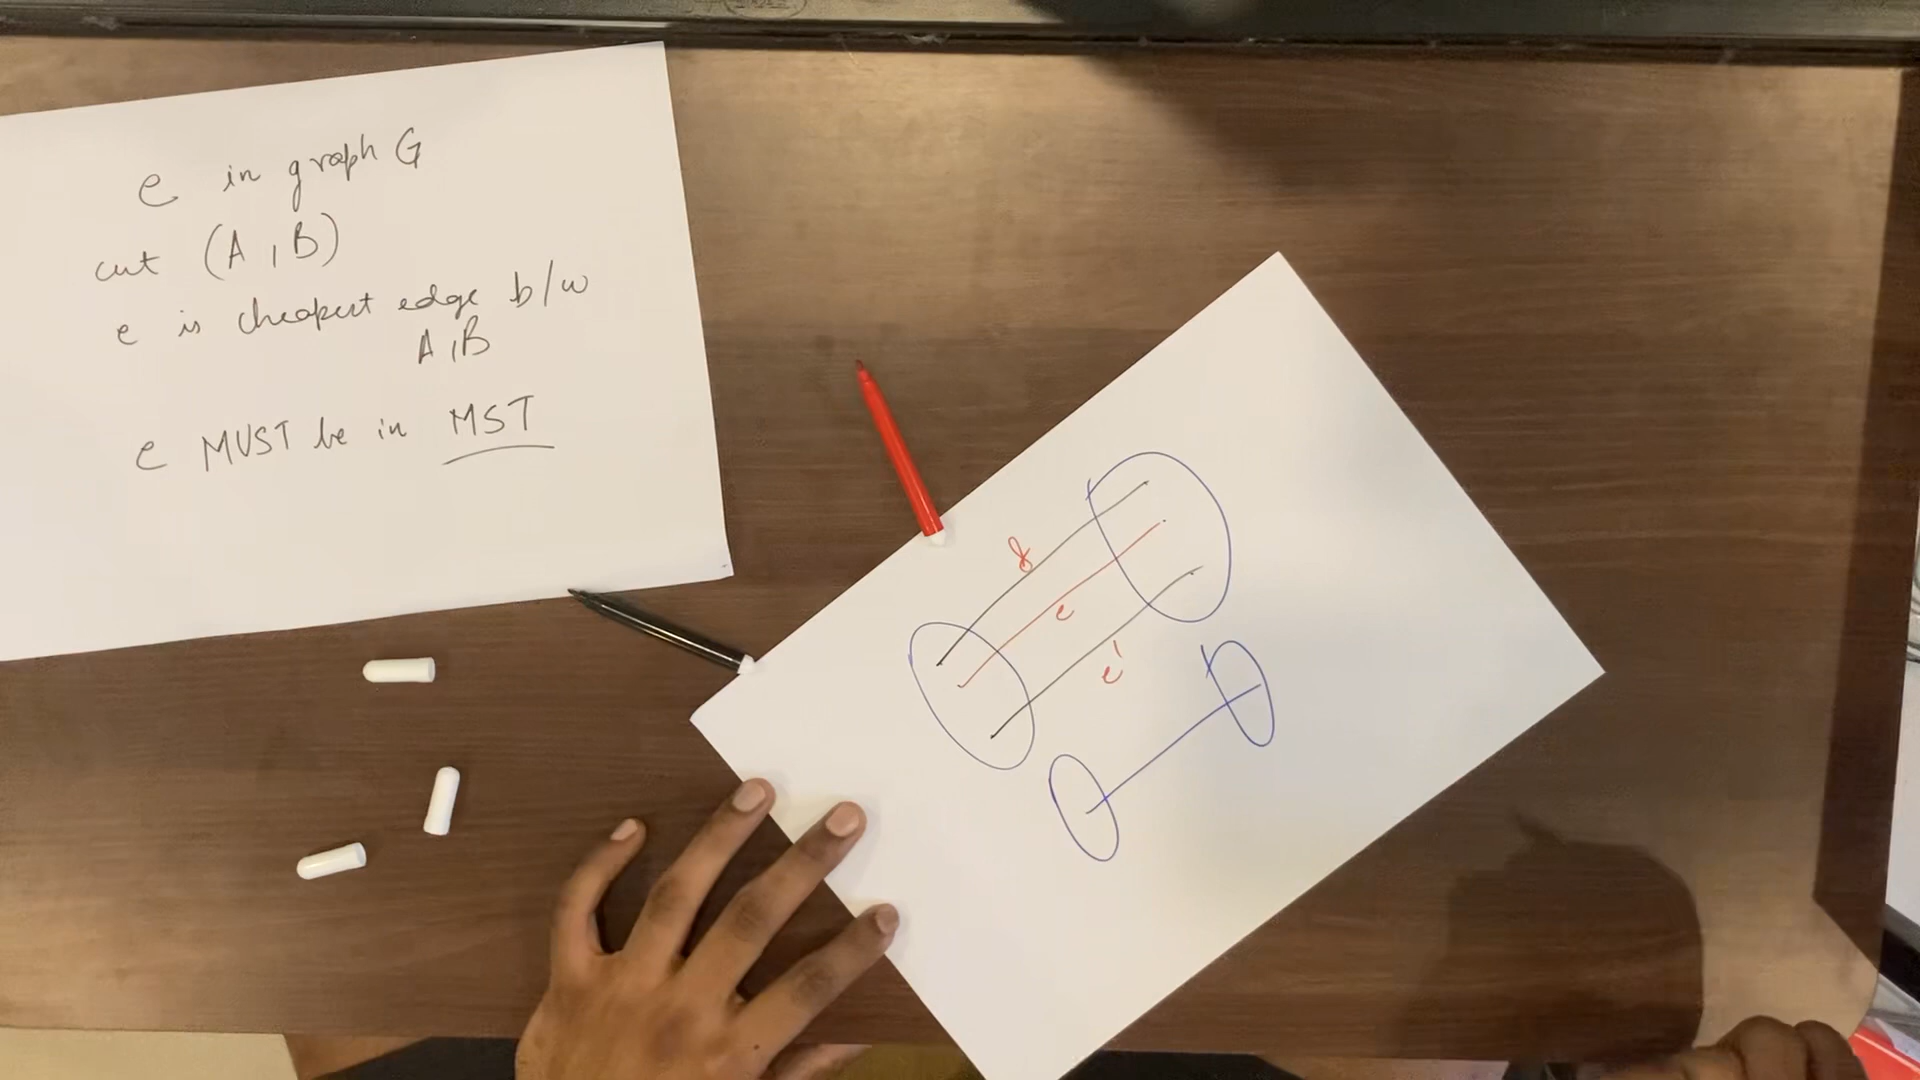 e in graph G
cut (A, B)
e is cheapest edge b/w
A, B
e MUST be in MST
e
e'